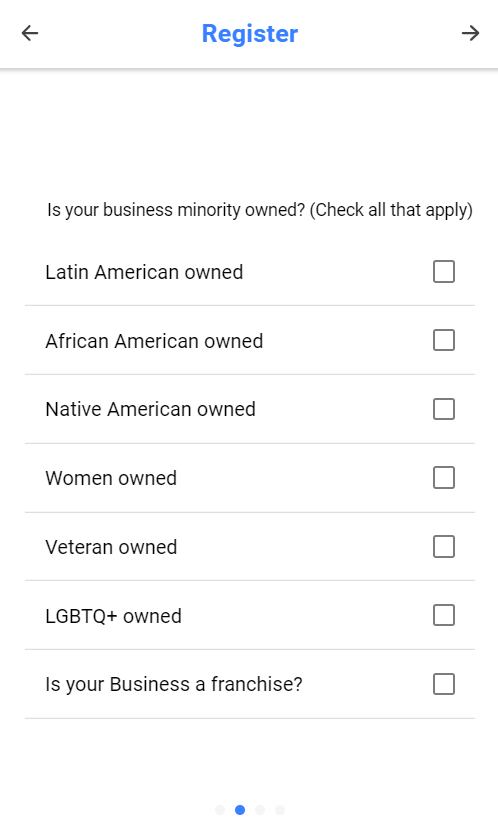 Register
Is your business minority owned? (Check all that apply)
Latin American owned
African American owned
Native American owned
Women owned
Veteran owned
LGBTQ+ owned
Is your Business a franchise?